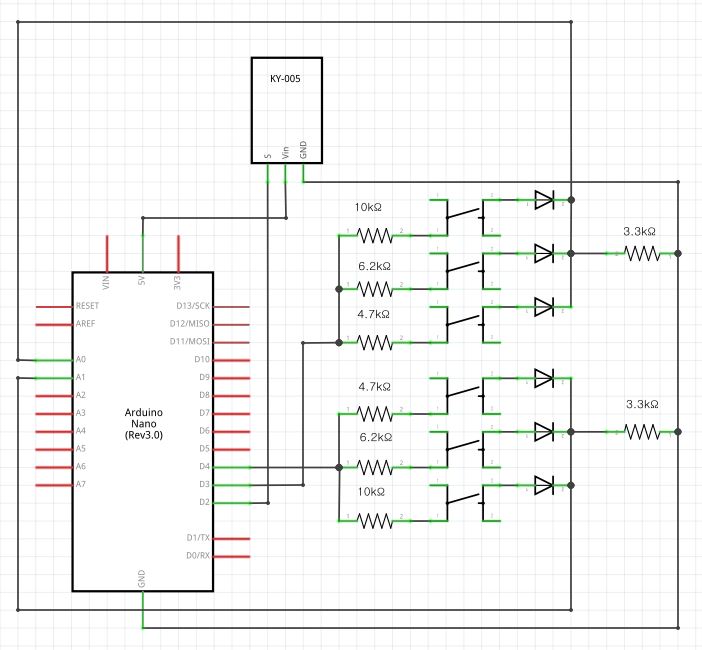 KY-005
S Vin GND
10kΩ
6.2kΩ
4.7kΩ
3.3kΩ
4.7kΩ
6.2kΩ
10kΩ
3.3kΩ
VIN 5V 3V3
RESET D13/SCK
AREF D12/MISO
D11/MOSI
A0 D10
A1 D9
A2 D8
A3 D7
A4 D6
A5 D5
A6 D4
A7 D3
D2
D1/TX
D0/RX
Arduino
Nano
(Rev3.0)
GND